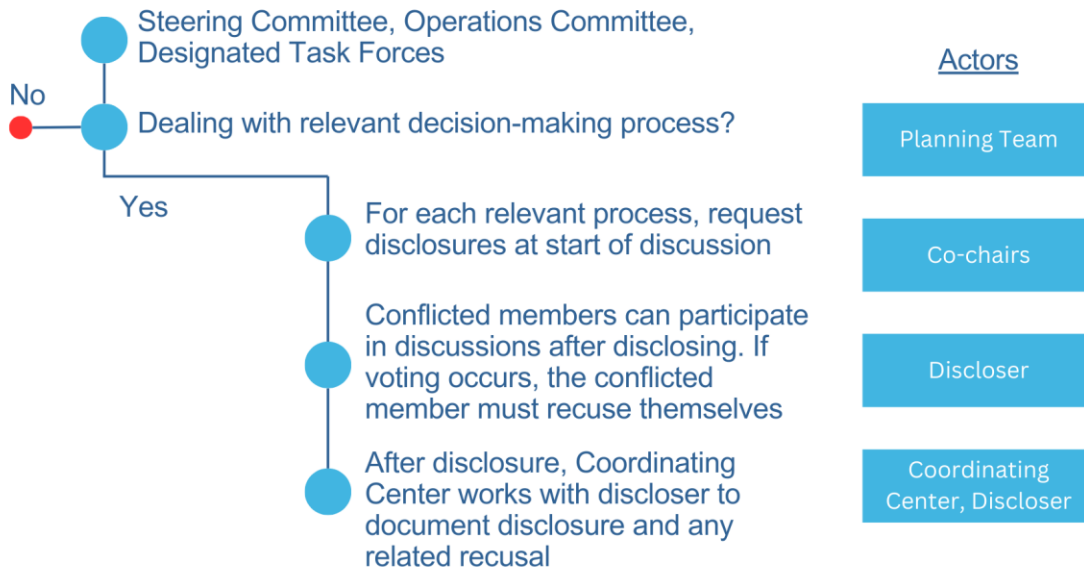 Steering Committee, Operations Committee,
Designated Task Forces
Actors
No
Dealing with relevant decision-making process?
Planning Team
Yes
For each relevant process, request
disclosures at start of discussion
Co-chairs
Conflicted members can participate
in discussions after disclosing. If
voting occurs, the conflicted
member must recuse themselves
Discloser
After disclosure, Coordinating
Center works with discloser to
document disclosure and any
related recusal
Coordinating
Center, Discloser